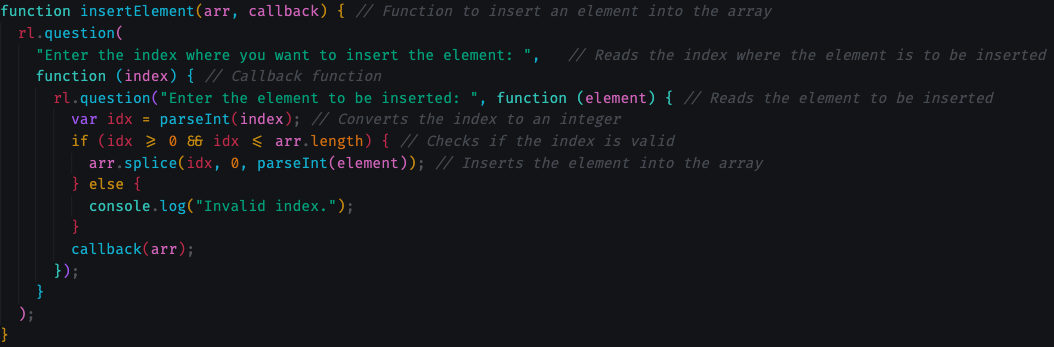 function insertElement(arr, callback) { // Function to insert an element into the array
  rl.question(
    "Enter the index where you want to insert the element: ",   // Reads the index where the element is to be inserted
    function (index) { // Callback function
      rl.question("Enter the element to be inserted: ", function (element) { // Reads the element to be inserted
        var idx = parseInt(index); // Converts the index to an integer
        if (idx >= 0 && idx <= arr.length) { // Checks if the index is valid
          arr.splice(idx, 0, parseInt(element)); // Inserts the element into the array
        } else {
          console.log("Invalid index.");
        }
        callback(arr);
      });
    }
  );
}